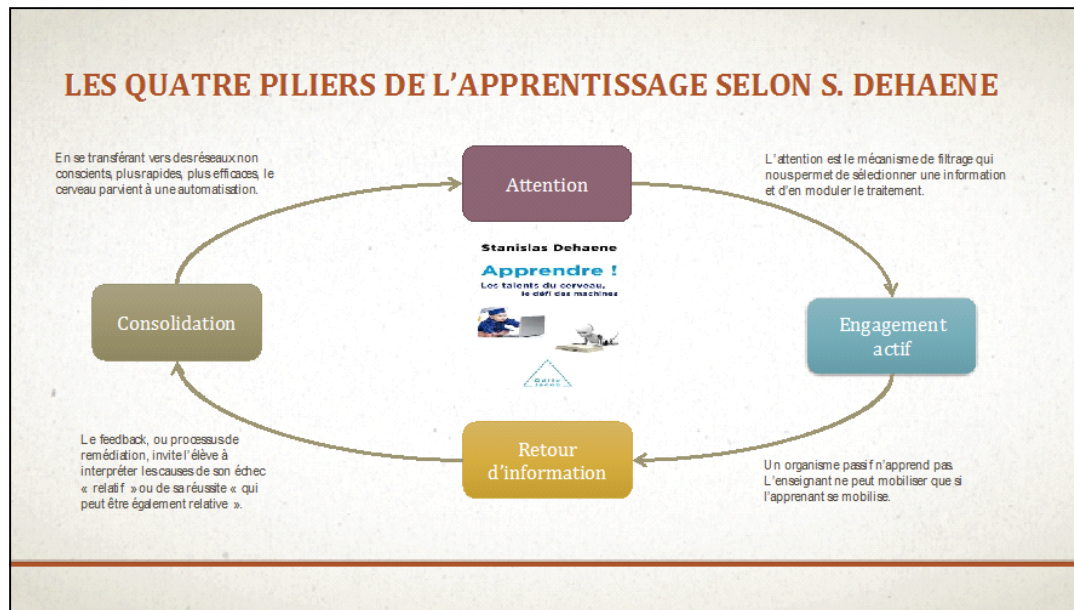 LES QUATRE PILIERS DE L'APPRENTISSAGE SELON S. DEHAENE
En se transférant vers des réseaux non
conscients, plus rapides, plus efficaces, le
cerveau parvient à une automatisation.
Attention
L'attention est le mécanisme de filtrage qui
nous permet de sélectionner une information
et d'en moduler le traitement.
Stanislas Dehaene
Apprendre !
Les talents du cerveau,
le défi des machines
Consolidation
Engagement
actif
Odile
Jacob
Le feedback, ou processus de
remédiation, invite l'élève à
interpréter les causes de son échec
« relatif » ou de sa réussite « qui
peut être également relative ».
Retour
d'information
Un organisme passif n'apprend pas.
L'enseignant ne peut mobiliser que si
l'apprenant se mobilise.